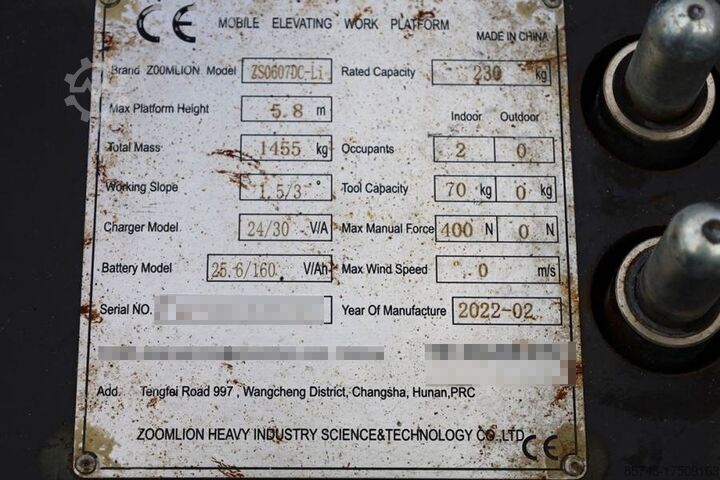 CE MOBILE ELEVATING WORK PLATFORM
MADE IN CHINA
Brand ZOOMLION Model ZS0607DC-Li Rated Capacity 230 kg
Max Platform Height 5.8 m Indoor Outdoor
Total Mass 1455 kg Occupants 2 0
Working Slope 1.5/3 ° Tool Capacity 70 kg 0 kg
Charger Model 24/30 V/A Max Manual Force 400 N 0 N
Battery Model 25.6/160 V/Ah Max Wind Speed 0 m/s
Serial NO. Year Of Manufacture 2022-02
Add. Tengfei Road 997 , Wangcheng District, Changsha, Hunan,PRC
ZOOMLION HEAVY INDUSTRY SCIENCE&TECHNOLOGY CO.,LTD CE